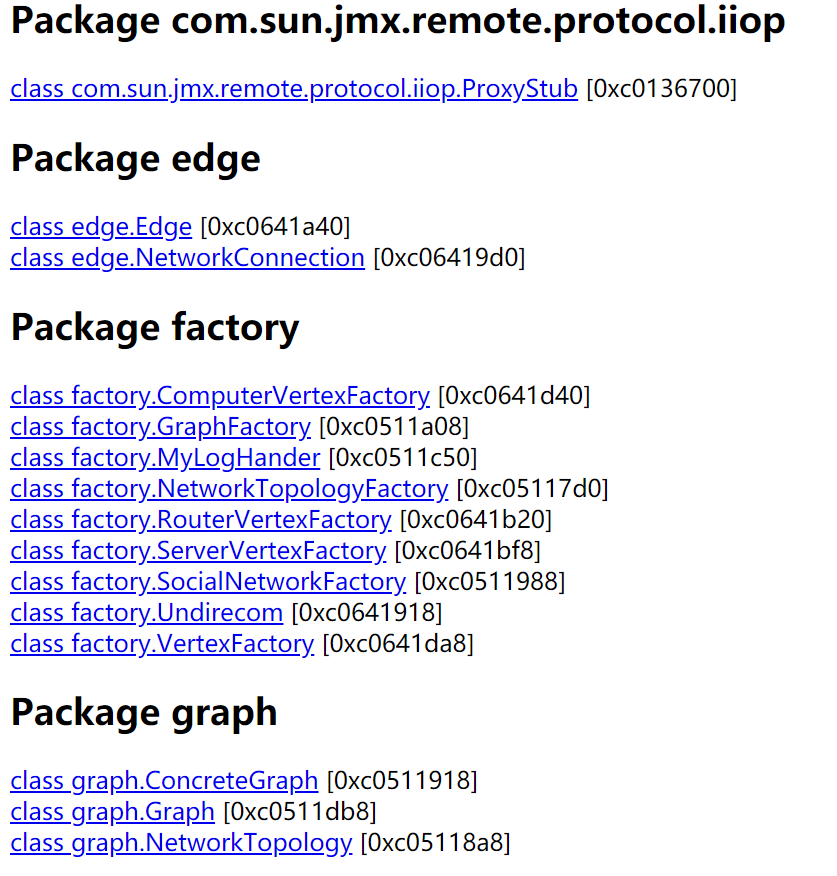 Package com.sun.jmx.remote.protocol.iiop
class com.sun.jmx.remote.protocol.iiop.ProxyStub [0xc0136700]
Package edge
class edge.Edge [0xc0641a40]
class edge.NetworkConnection [0xc06419d0]
Package factory
class factory.ComputerVertexFactory [0xc0641d40]
class factory.GraphFactory [0xc0511a08]
class factory.MyLogHander [0xc0511c50]
class factory.NetworkTopologyFactory [0xc05117d0]
class factory.RouterVertexFactory [0xc0641b20]
class factory.ServerVertexFactory [0xc0641bf8]
class factory.SocialNetworkFactory [0xc0511988]
class factory.Undirecom [0xc0641918]
class factory.VertexFactory [0xc0641da8]
Package graph
class graph.ConcreteGraph [0xc0511918]
class graph.Graph [0xc0511db8]
class graph.NetworkTopology [0xc05118a8]